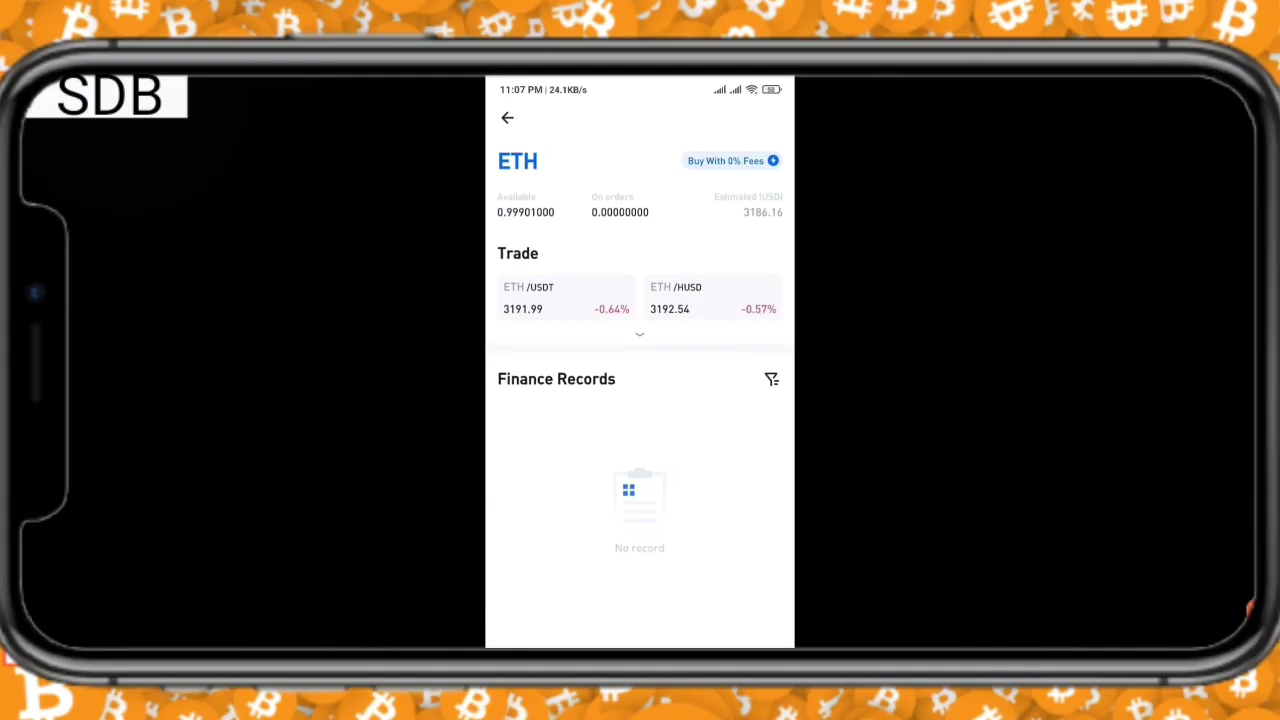 SDB
11:07 PM | 24.1KB/s
58
ETH
Buy With 0% Fees
Available On orders Estimated (USD)
0.99901000 0.00000000 3186.16
Trade
ETH /USDT ETH /HUSD
3191.99 -0.64% 3192.54 -0.57%
Finance Records
No record